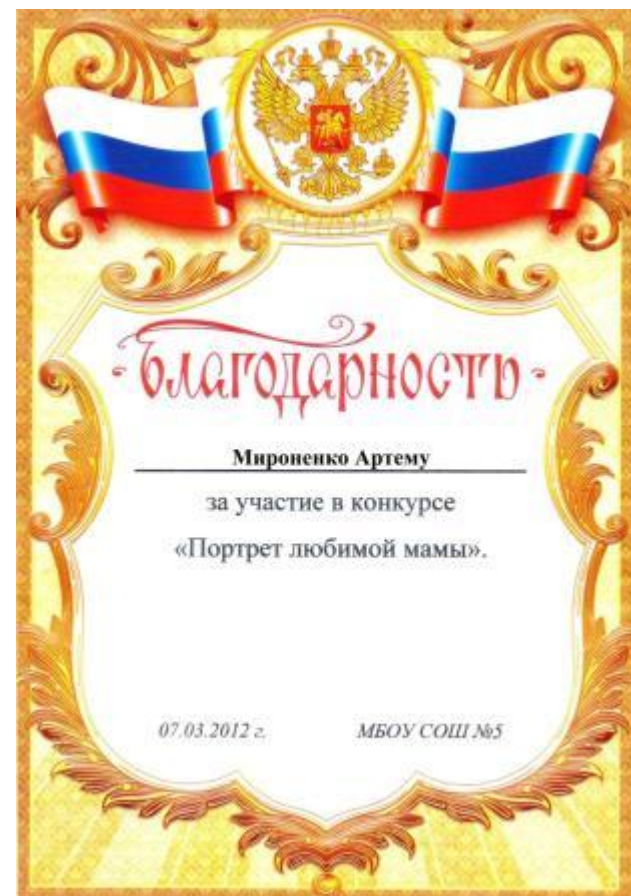 Благодарность
Мироненко Артему
за участие в конкурсе
«Портрет любимой мамы».
07.03.2012 г. МБОУ СОШ №5